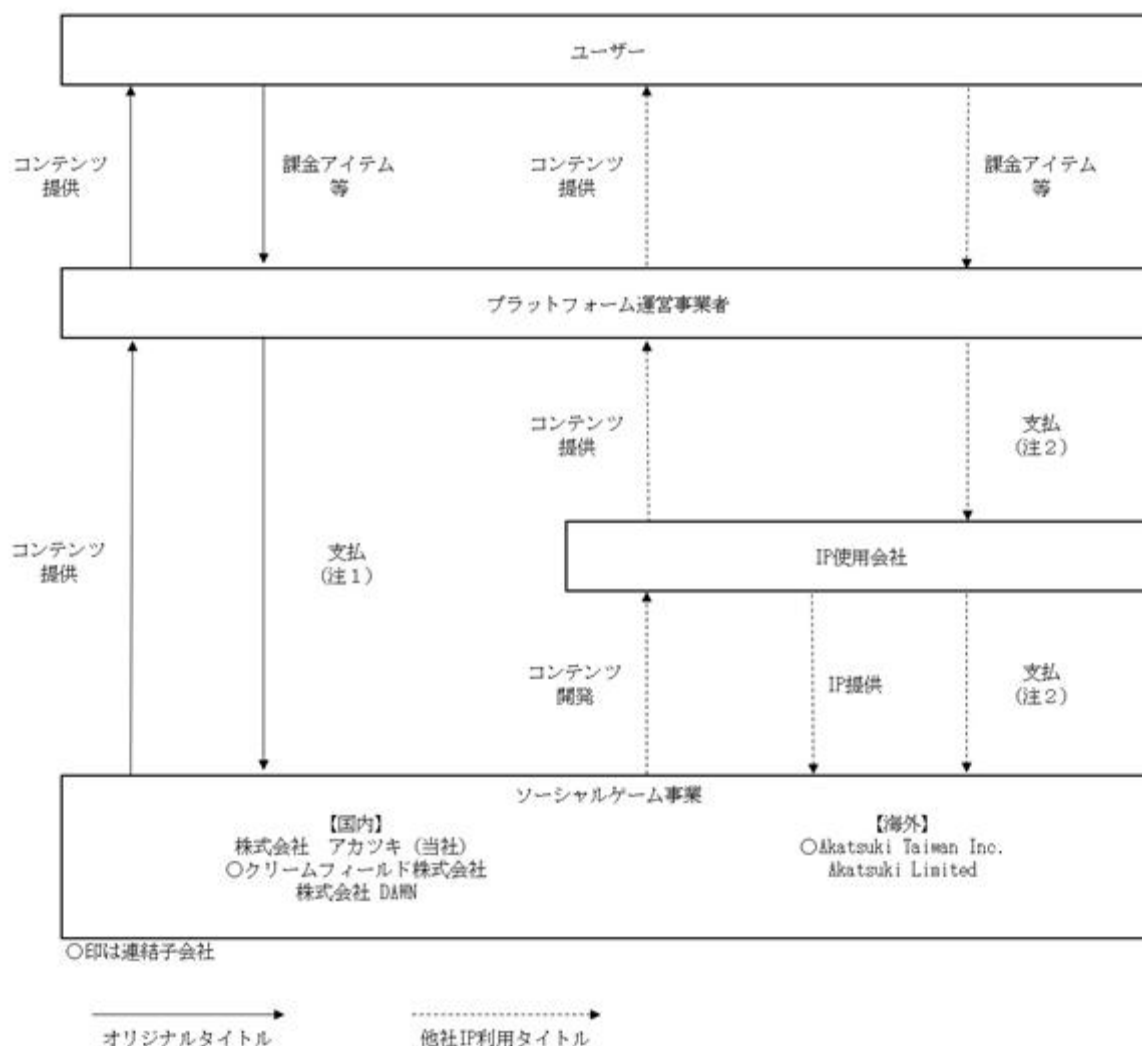 ユーザー
コンテンツ
提供
課金アイテム
等
コンテンツ
提供
課金アイテム
等
プラットフォーム運営事業者
コンテンツ
提供
支払
(注1)
コンテンツ
提供
支払
(注2)
IP使用会社
コンテンツ
開発
IP提供
支払
(注2)
ソーシャルゲーム事業
【国内】
株式会社 アカツキ(当社)
○クリームフィールド株式会社
株式会社 DAWN
【海外】
○Akatsuki Taiwan Inc.
Akatsuki Limited
○印は連結子会社
オリジナルタイトル
他社IP利用タイトル